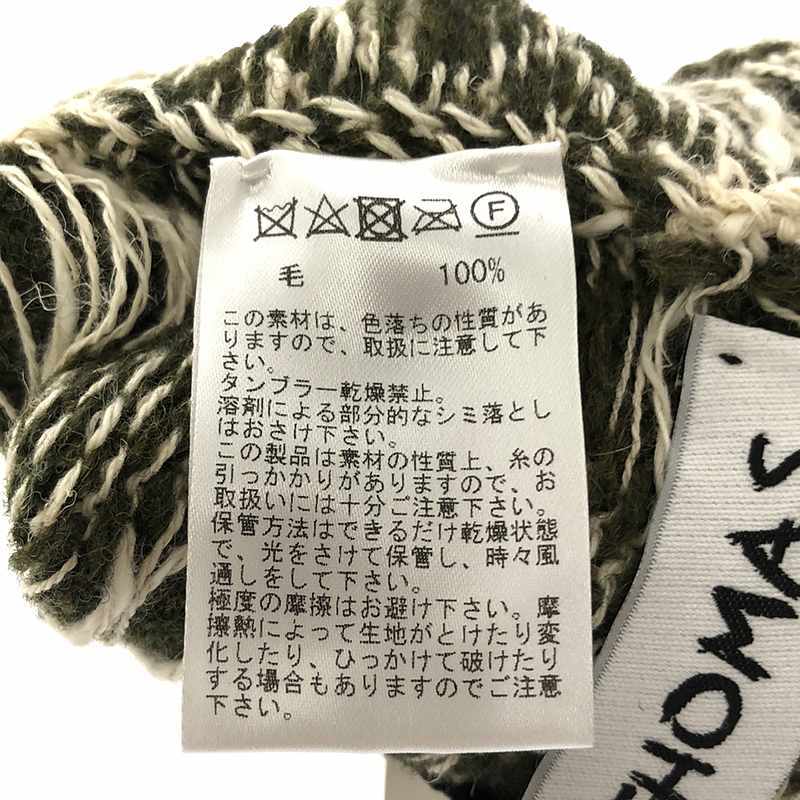 F
毛 100%
この素材は、色落ちの性質があ
りますので、取扱に注意して下
さい。
タンブラー乾燥禁止。
溶剤による部分的なシミ落とし
はおさけ下さい。
この製品は素材の性質上、糸の
引っかかりがありますので、お
取扱いには十分ご注意下さい。
保管方法はできるだけ乾燥状態
で、光をさけて保管し、時々風
通しをして下さい。
極度の摩擦はお避け下さい。摩
擦熱によって生地がとけたり変
化したり、ひっかけて破けたり
する場合もありますのでご注意
下さい。
THOMAS